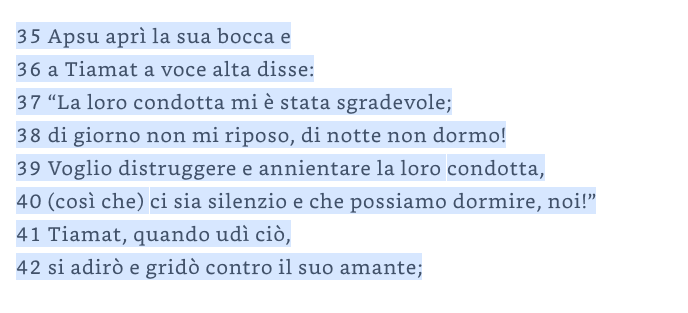 35 Apsu aprì la sua bocca e
36 a Tiamat a voce alta disse:
37 “La loro condotta mi è stata sgradevole;
38 di giorno non mi riposo, di notte non dormo!
39 Voglio distruggere e annientare la loro condotta,
40 (così che) ci sia silenzio e che possiamo dormire, noi!”
41 Tiamat, quando udì ciò,
42 si adirò e gridò contro il suo amante;